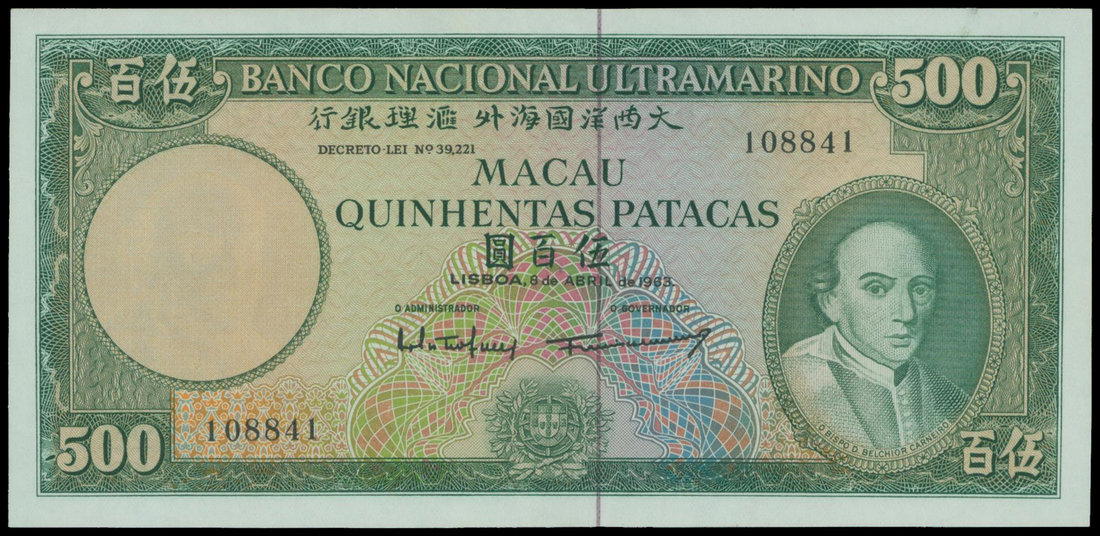 伍百
BANCO NACIONAL ULTRAMARINO
500
大西洋國海外滙理銀行
DECRETO-LEI Nº 39,221
108841
MACAU
QUINHENTAS PATACAS
伍百圓
LISBOA, 8 de ABRIL de 1963
O ADMINISTRADOR
O GOVERNADOR
108841
500
O BISPO D. BELCHIOR CARNEIRO
伍百